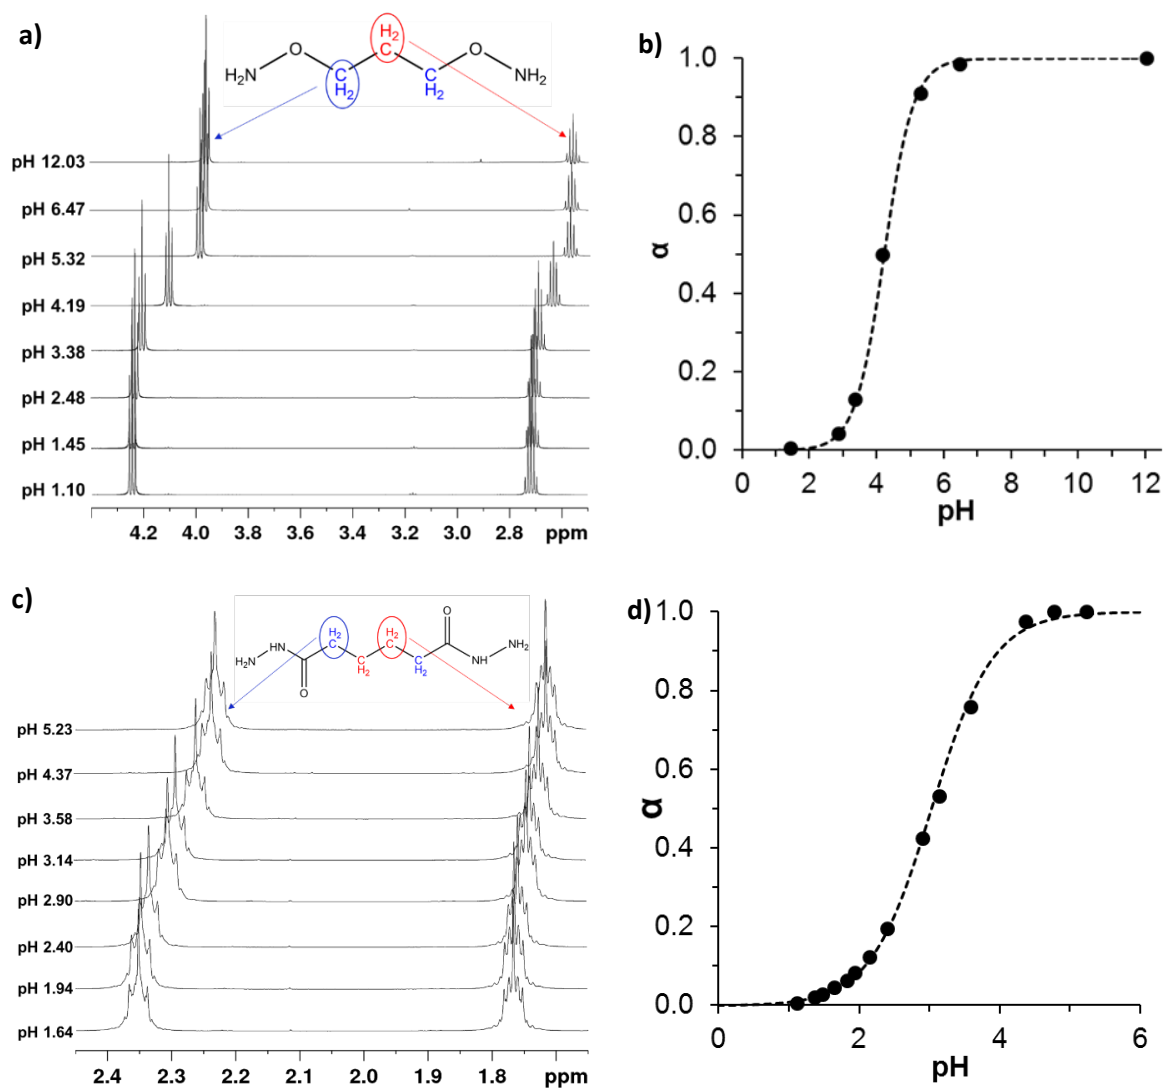 a)
H₂N
O
C
H₂
H₂
C
C
H₂
O
NH₂
pH 12.03
pH 6.47
pH 5.32
pH 4.19
pH 3.38
pH 2.48
pH 1.45
pH 1.10
4.2 4.0 3.8 3.6 3.4 3.2 3.0 2.8 ppm
b)
1.0
0.8
0.6
0.4
0.2
0.0
α
0 2 4 6 8 10 12
pH
c)
H₂N
HN
O
H₂
C
C
H₂
H₂
C
C
H₂
O
NH
NH₂
pH 5.23
pH 4.37
pH 3.58
pH 3.14
pH 2.90
pH 2.40
pH 1.94
pH 1.64
2.4 2.3 2.2 2.1 2.0 1.9 1.8 ppm
d)
1.0
0.8
0.6
0.4
0.2
0.0
α
0 2 4 6
pH